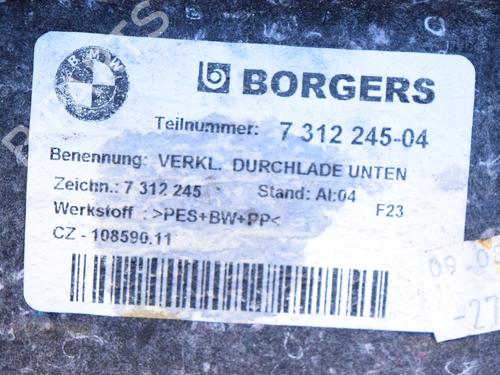 BMW
BORGERS
Teilnummer: 7 312 245-04
Benennung: VERKL. DURCHLADE UNTEN
Zeichn.: 7 312 245 Stand: AI:04
Werkstoff : >PES+BW+PP< F23
CZ - 108590.11